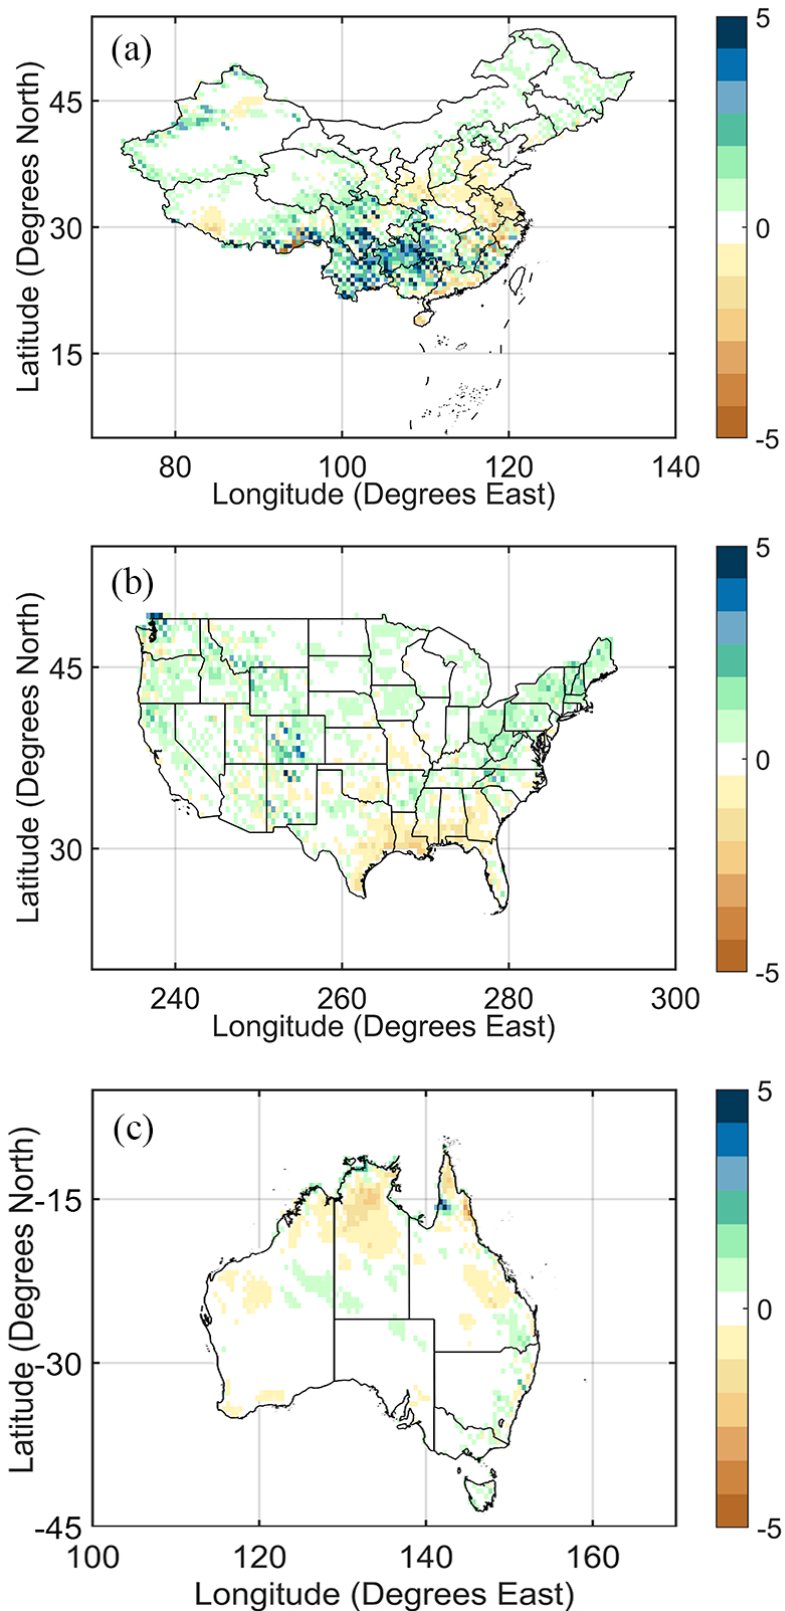 (a)
5
45
30
0
15
-5
80 100 120 140
Longitude (Degrees East)
Latitude (Degrees North)
(b)
5
45
0
30
-5
240 260 280 300
Longitude (Degrees East)
Latitude (Degrees North)
(c)
5
-15
0
-30
-45
-5
100 120 140 160
Longitude (Degrees East)
Latitude (Degrees North)